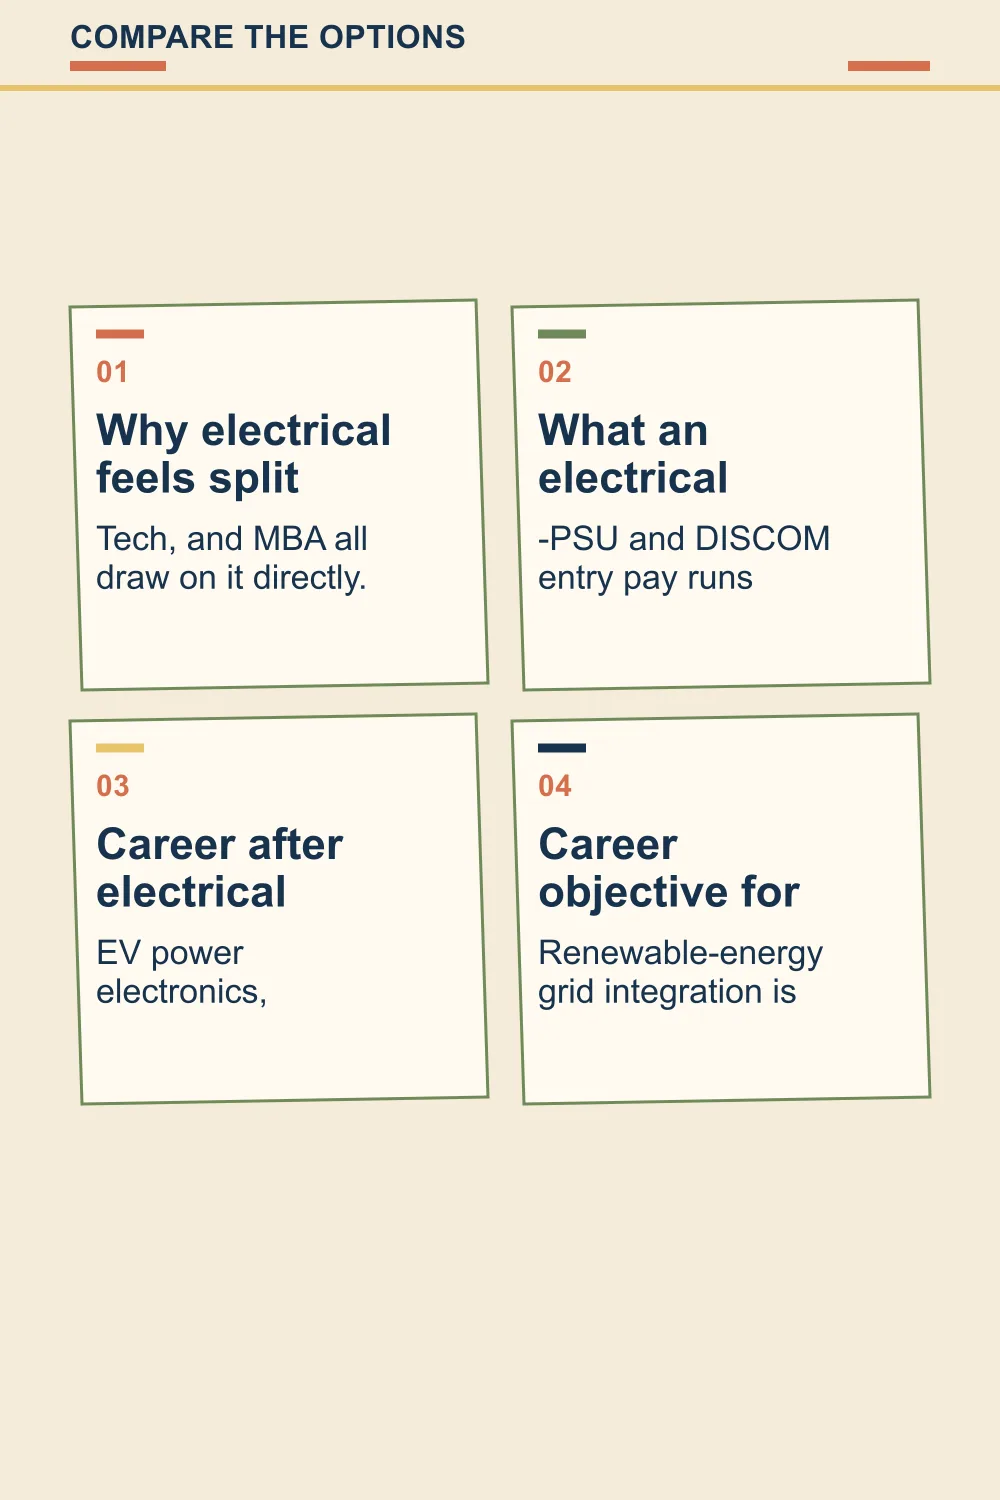 COMPARE THE OPTIONS
01
Why electrical
feels split
Tech, and MBA all
draw on it directly.
02
What an
electrical
-PSU and DISCOM
entry pay runs
03
Career after
electrical
EV power
electronics,
04
Career
objective for
Renewable-energy
grid integration is